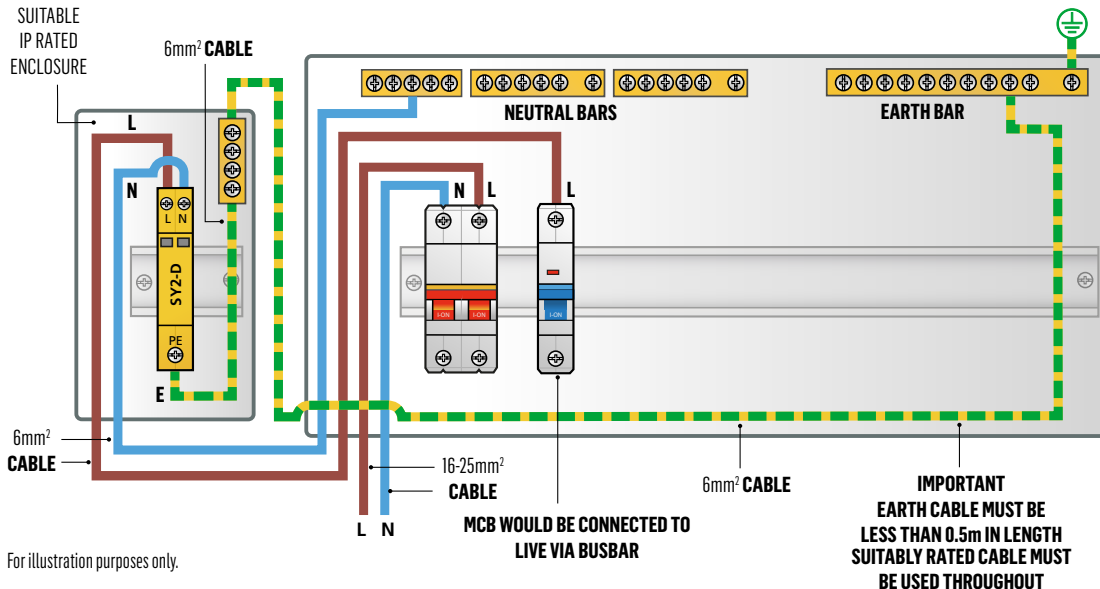 SUITABLE
IP RATED
ENCLOSURE
6mm² CABLE
NEUTRAL BARS
EARTH BAR
L
N
L N
SY2-D
PE
E
N L
L
I-ON
I-ON
I-ON
6mm²
CABLE
16-25mm²
CABLE
L N
MCB WOULD BE CONNECTED TO
LIVE VIA BUSBAR
6mm² CABLE
IMPORTANT
EARTH CABLE MUST BE
LESS THAN 0.5m IN LENGTH
SUITABLY RATED CABLE MUST
BE USED THROUGHOUT
For illustration purposes only.